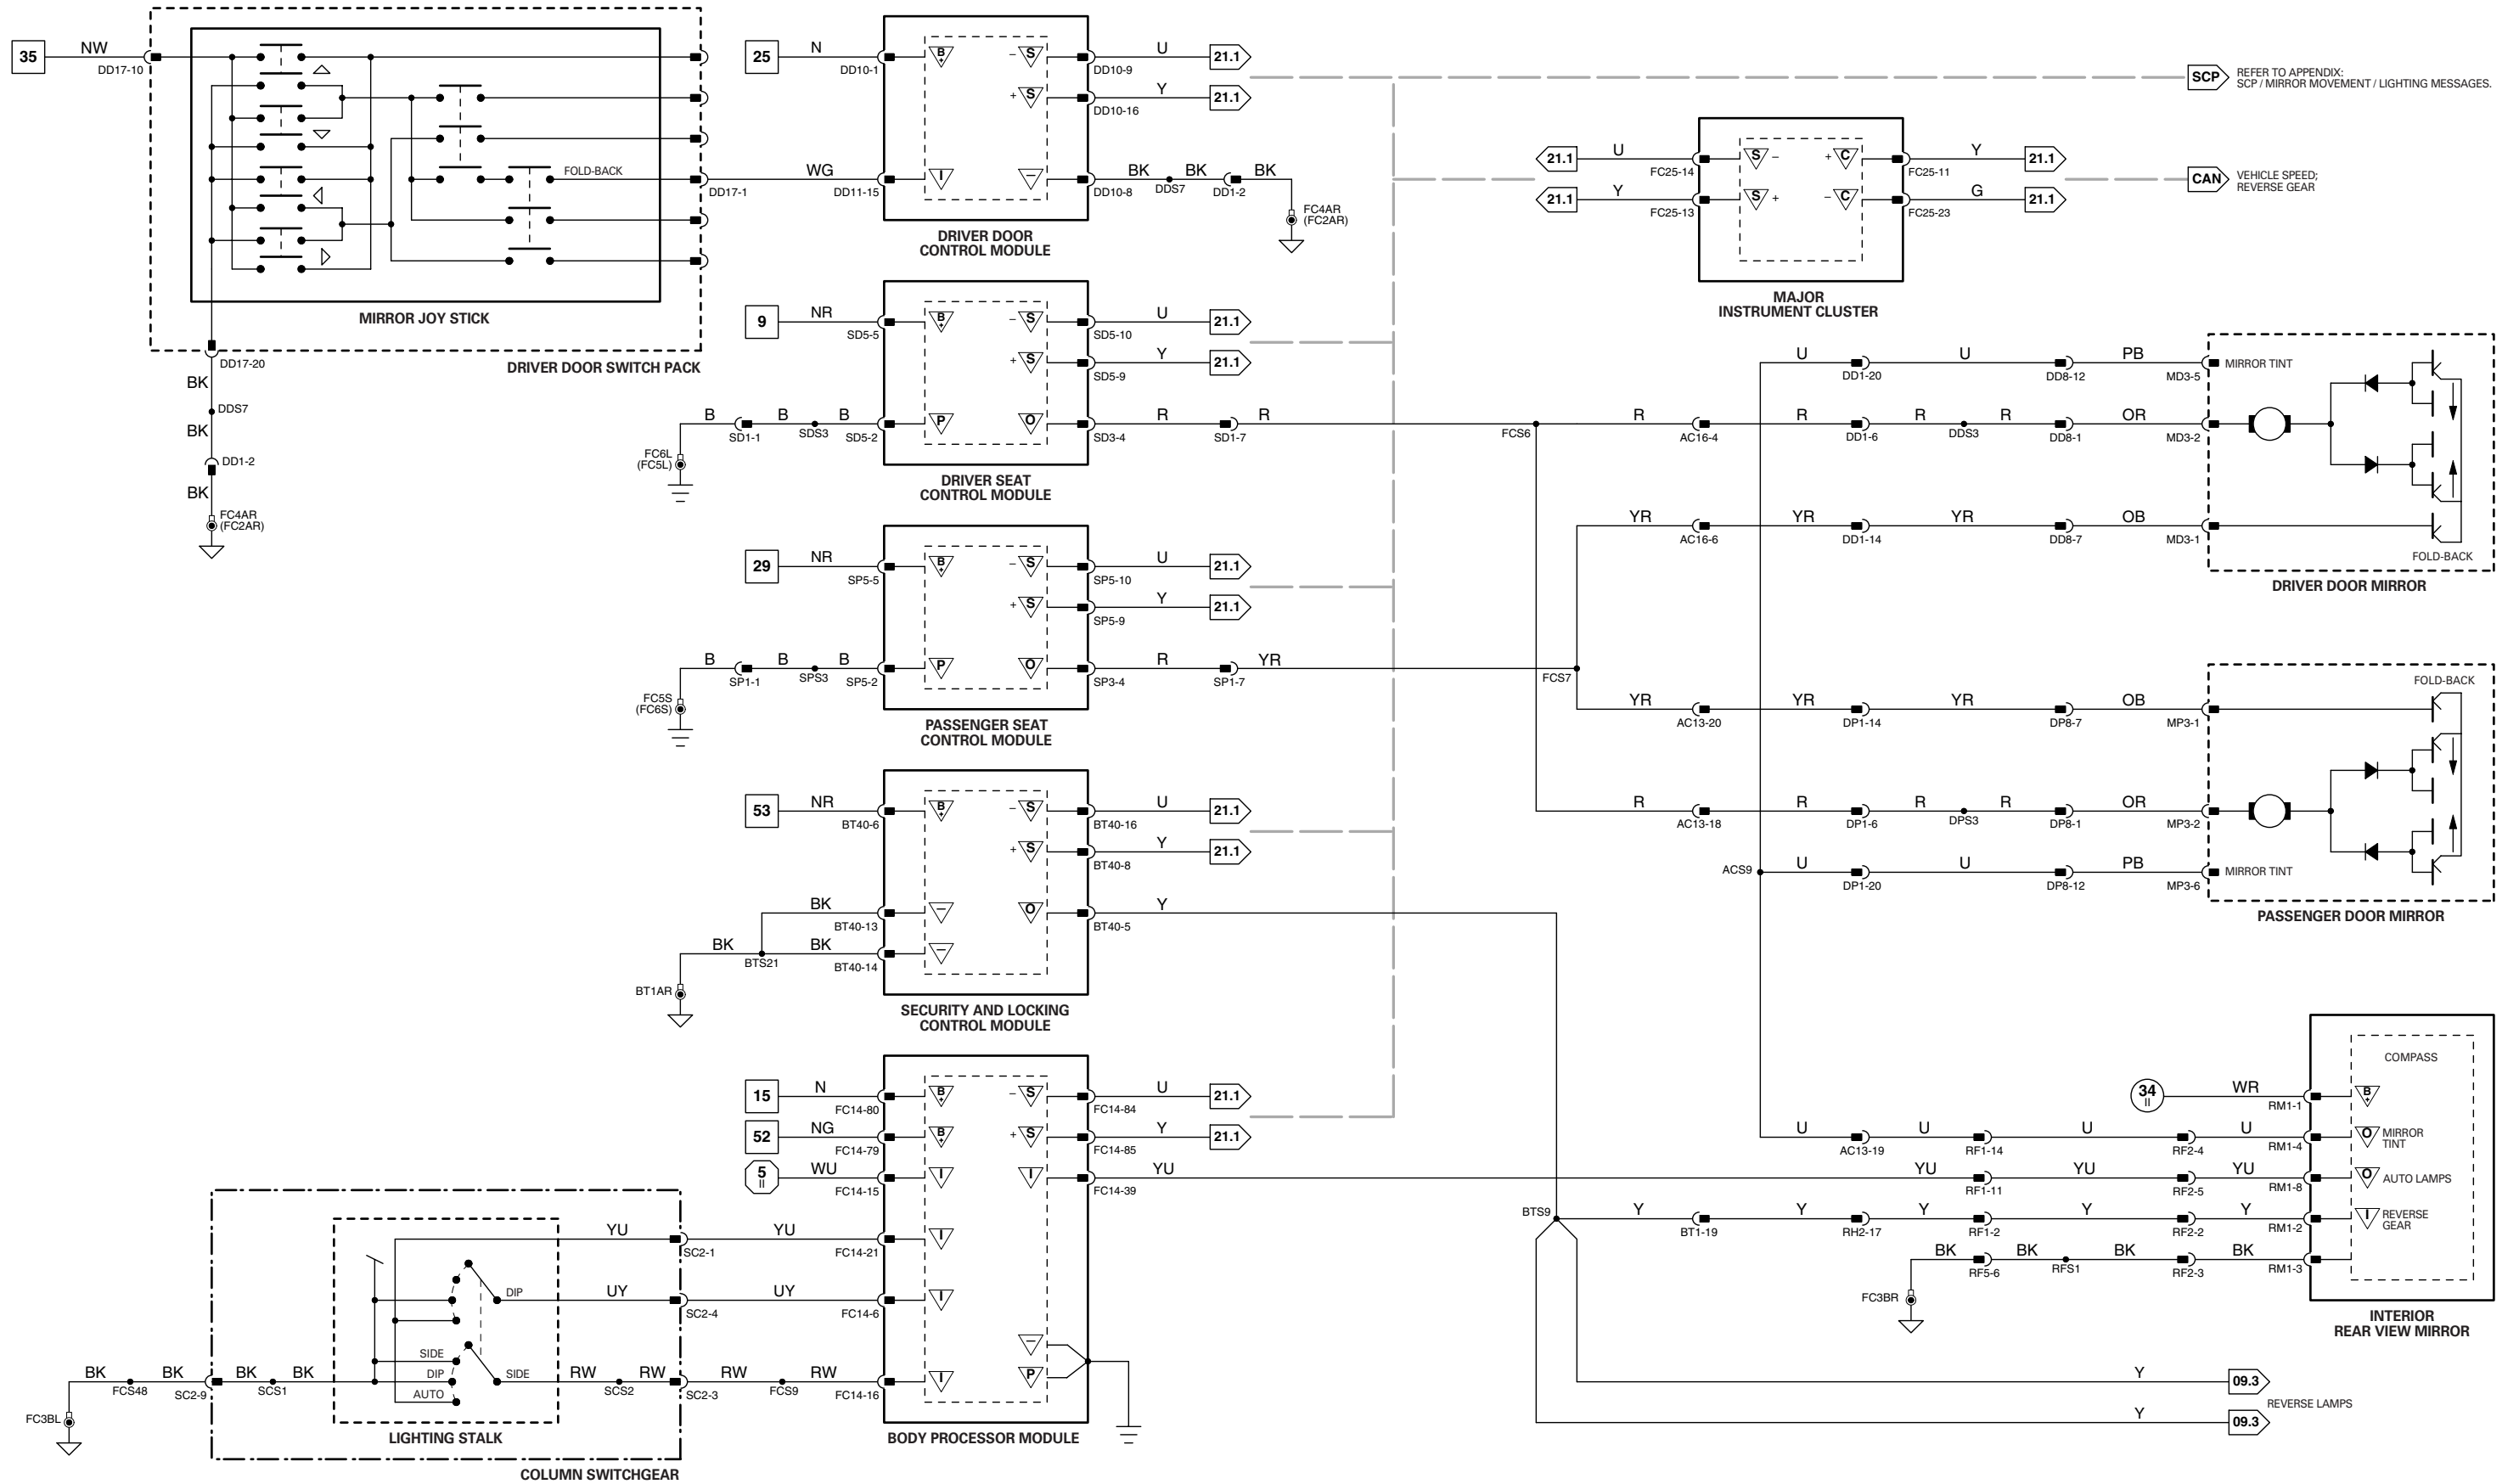 35
NW
DD17-10
FOLD-BACK
DD17-1
MIRROR JOY STICK
DRIVER DOOR SWITCH PACK
DD17-20
BK
DDS7
BK
DD1-2
BK
FC4AR
(FC2AR)
25
N
DD10-1
B
+
– S
DD10-9
U
21.1
+ S
DD10-16
Y
21.1
WG
DD11-15
I
–
DD10-8
BK
DDS7
BK
DD1-2
BK
FC4AR
(FC2AR)
DRIVER DOOR
CONTROL MODULE
SCP
REFER TO APPENDIX:
SCP / MIRROR MOVEMENT / LIGHTING MESSAGES.
21.1
U
FC25-14
S –
+ C
FC25-11
Y
21.1
21.1
Y
FC25-13
S +
– C
FC25-23
G
21.1
MAJOR
INSTRUMENT CLUSTER
CAN
VEHICLE SPEED;
REVERSE GEAR
9
NR
SD5-5
B
+
– S
SD5-10
U
21.1
+ S
SD5-9
Y
21.1
B
SD1-1
B
SDS3
B
SD5-2
P
O
SD3-4
R
SD1-7
R
FCS6
FC6L
(FC5L)
DRIVER SEAT
CONTROL MODULE
U
DD1-20
U
DD8-12
PB
MD3-5
MIRROR TINT
R
AC16-4
R
DD1-6
R
DDS3
R
DD8-1
OR
MD3-2
YR
AC16-6
YR
DD1-14
YR
DD8-7
OB
MD3-1
FOLD-BACK
DRIVER DOOR MIRROR
29
NR
SP5-5
B
+
– S
SP5-10
U
21.1
+ S
SP5-9
Y
21.1
B
SP1-1
B
SPS3
B
SP5-2
P
O
SP3-4
R
SP1-7
YR
FCS7
FC5S
(FC6S)
PASSENGER SEAT
CONTROL MODULE
FOLD-BACK
YR
AC13-20
YR
DP1-14
YR
DP8-7
OB
MP3-1
R
AC13-18
R
DP1-6
R
DPS3
R
DP8-1
OR
MP3-2
ACS9
U
DP1-20
U
DP8-12
PB
MP3-6
MIRROR TINT
PASSENGER DOOR MIRROR
53
NR
BT40-6
B
+
– S
BT40-16
U
21.1
+ S
BT40-8
Y
21.1
BK
BT40-13
–
O
BT40-5
Y
BK
BTS21
BK
BT40-14
–
BT1AR
SECURITY AND LOCKING
CONTROL MODULE
15
N
FC14-80
B
+
– S
FC14-84
U
21.1
52
NG
FC14-79
B
+
+ S
FC14-85
Y
21.1
5
II
WU
FC14-15
I
I
FC14-39
YU
YU
SC2-1
YU
FC14-21
I
DIP
UY
SC2-4
UY
FC14-6
I
–
P
SIDE
DIP
AUTO
SIDE
BK
FCS48
BK
SC2-9
BK
SCS1
BK
RW
SCS2
RW
SC2-3
RW
FCS9
RW
FC14-16
I
FC3BL
LIGHTING STALK
COLUMN SWITCHGEAR
BODY PROCESSOR MODULE
COMPASS
34
II
WR
RM1-1
B
+
U
AC13-19
U
RF1-14
U
RF2-4
U
RM1-4
O
MIRROR
TINT
YU
RF1-11
YU
RF2-5
YU
RM1-8
O
AUTO LAMPS
BTS9
Y
BT1-19
Y
RH2-17
Y
RF1-2
Y
RF2-2
Y
RM1-2
I
REVERSE
GEAR
BK
RF5-6
BK
RFS1
BK
RF2-3
BK
RM1-3
FC3BR
INTERIOR
REAR VIEW MIRROR
Y
09.3
REVERSE LAMPS
Y
09.3